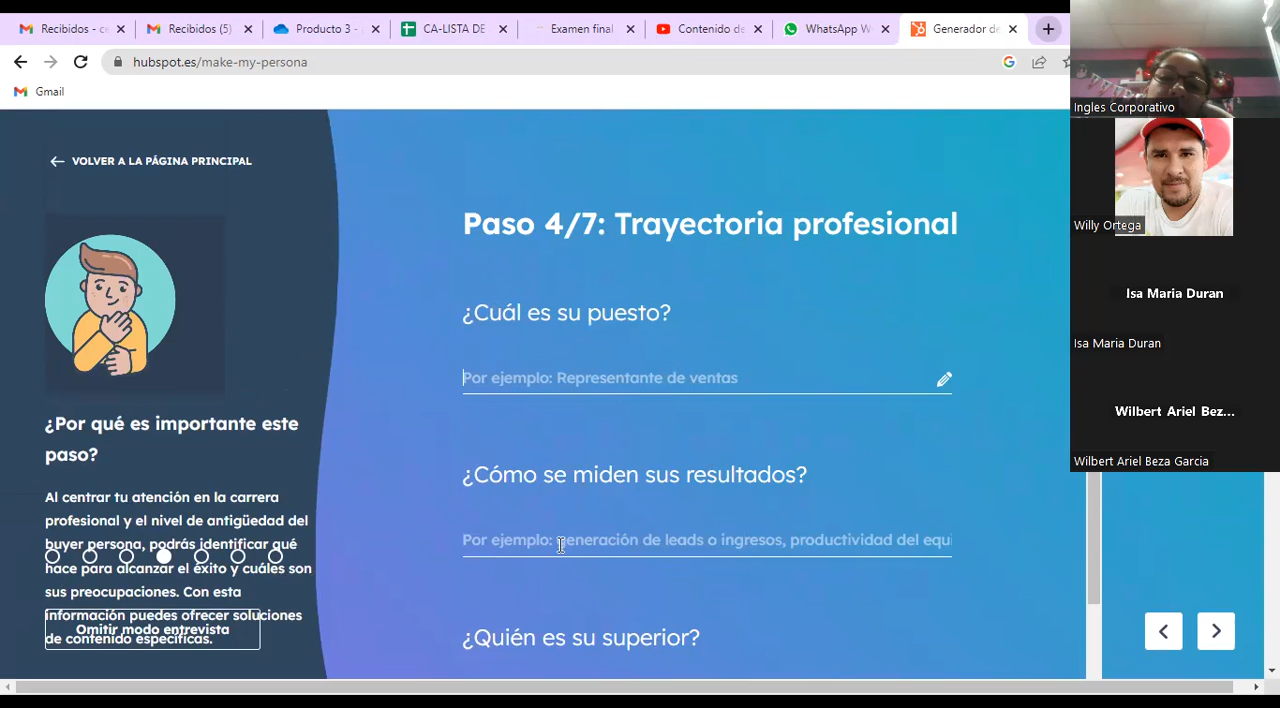 Recibidos - ce
Recibidos (5)
Producto 3 -
CA-LISTA DE
Examen final
Contenido de
WhatsApp W
Generador de
hubspot.es/make-my-persona
Gmail
VOLVER A LA PÁGINA PRINCIPAL
¿Por qué es importante este
paso?
Al centrar tu atención en la carrera
profesional y el nivel de antigüedad del
buyer persona, podrás identificar qué
hace para alcanzar el éxito y cuáles son
sus preocupaciones. Con esta
información puedes ofrecer soluciones
de contenido específicas.
Omitir modo entrevista
Paso 4/7: Trayectoria profesional
¿Cuál es su puesto?
Por ejemplo: Representante de ventas
¿Cómo se miden sus resultados?
Por ejemplo: generación de leads o ingresos, productividad del equi
¿Quién es su superior?
Ingles Corporativo
Willy Ortega
Isa Maria Duran
Isa Maria Duran
Wilbert Ariel Bez...
Wilbert Ariel Beza Garcia